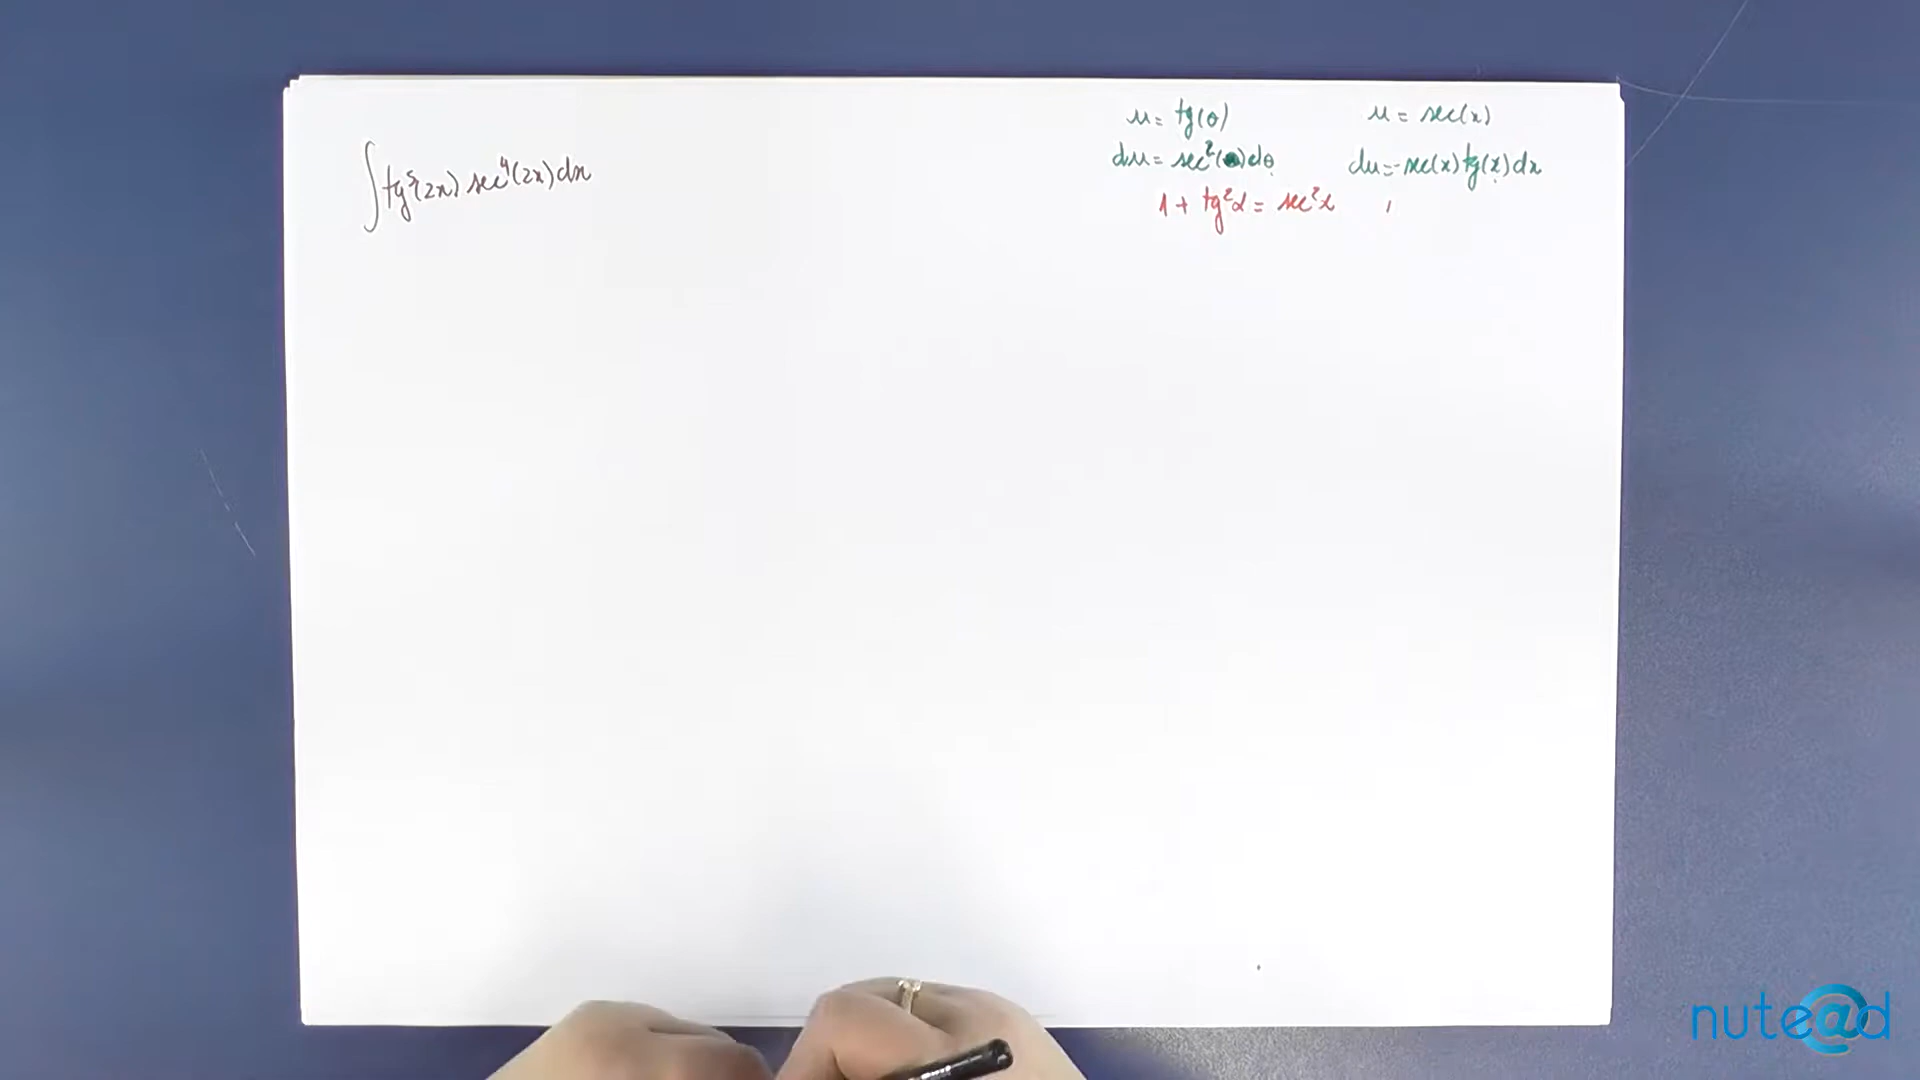 ∫tg⁵(2x) sec⁴(2x) dx
u = tg(θ)
du = sec²( ) dθ
1 + tg²x = sec²x
u = sec(x)
du = sec(x) tg(x) dx
nute@d